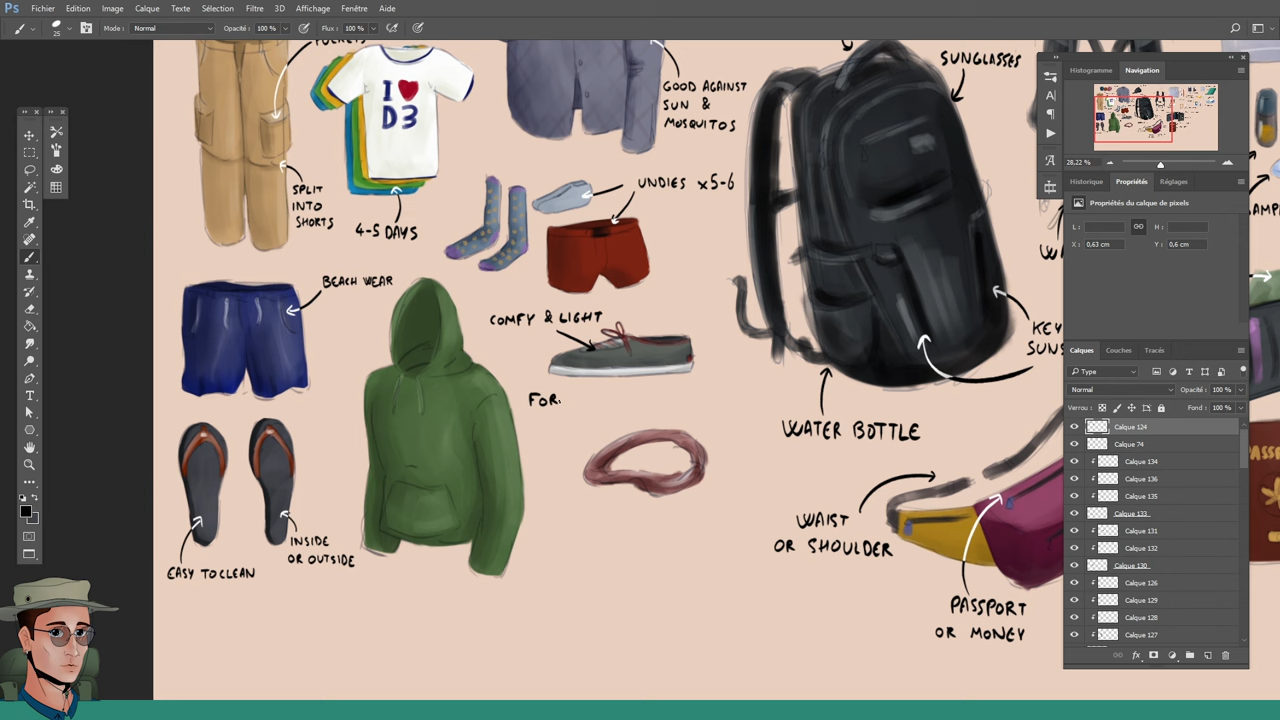 Ps Fichier Edition Image Calque Texte Sélection Filtre 3D Affichage Fenêtre Aide
25 Mode : Normal Opacité : 100 % Flux : 100 %
POCKETS
SPLIT
INTO
SHORTS
I ❤
D3
4-5 DAYS
GOOD AGAINST
SUN &
MOSQUITOS
UNDIES x5-6
BEACH WEAR
COMFY & LIGHT
FOR
EASY TO CLEAN
INSIDE
OR OUTSIDE
SUNGLASSES
WATER BOTTLE
WAIST
OR SHOULDER
PASSPORT
OR MONEY
KEY
SUNS
Histogramme Navigation
28,22 %
Historique Propriétés Réglages
Propriétés du calque de pixels
L : H :
X : 0,63 cm Y : 0,6 cm
Calques Couches Tracés
Type
Normal Opacité : 100 %
Verrou : Fond : 100 %
Calque 124
Calque 74
Calque 134
Calque 136
Calque 135
Calque 133
Calque 131
Calque 132
Calque 130
Calque 126
Calque 129
Calque 128
Calque 127